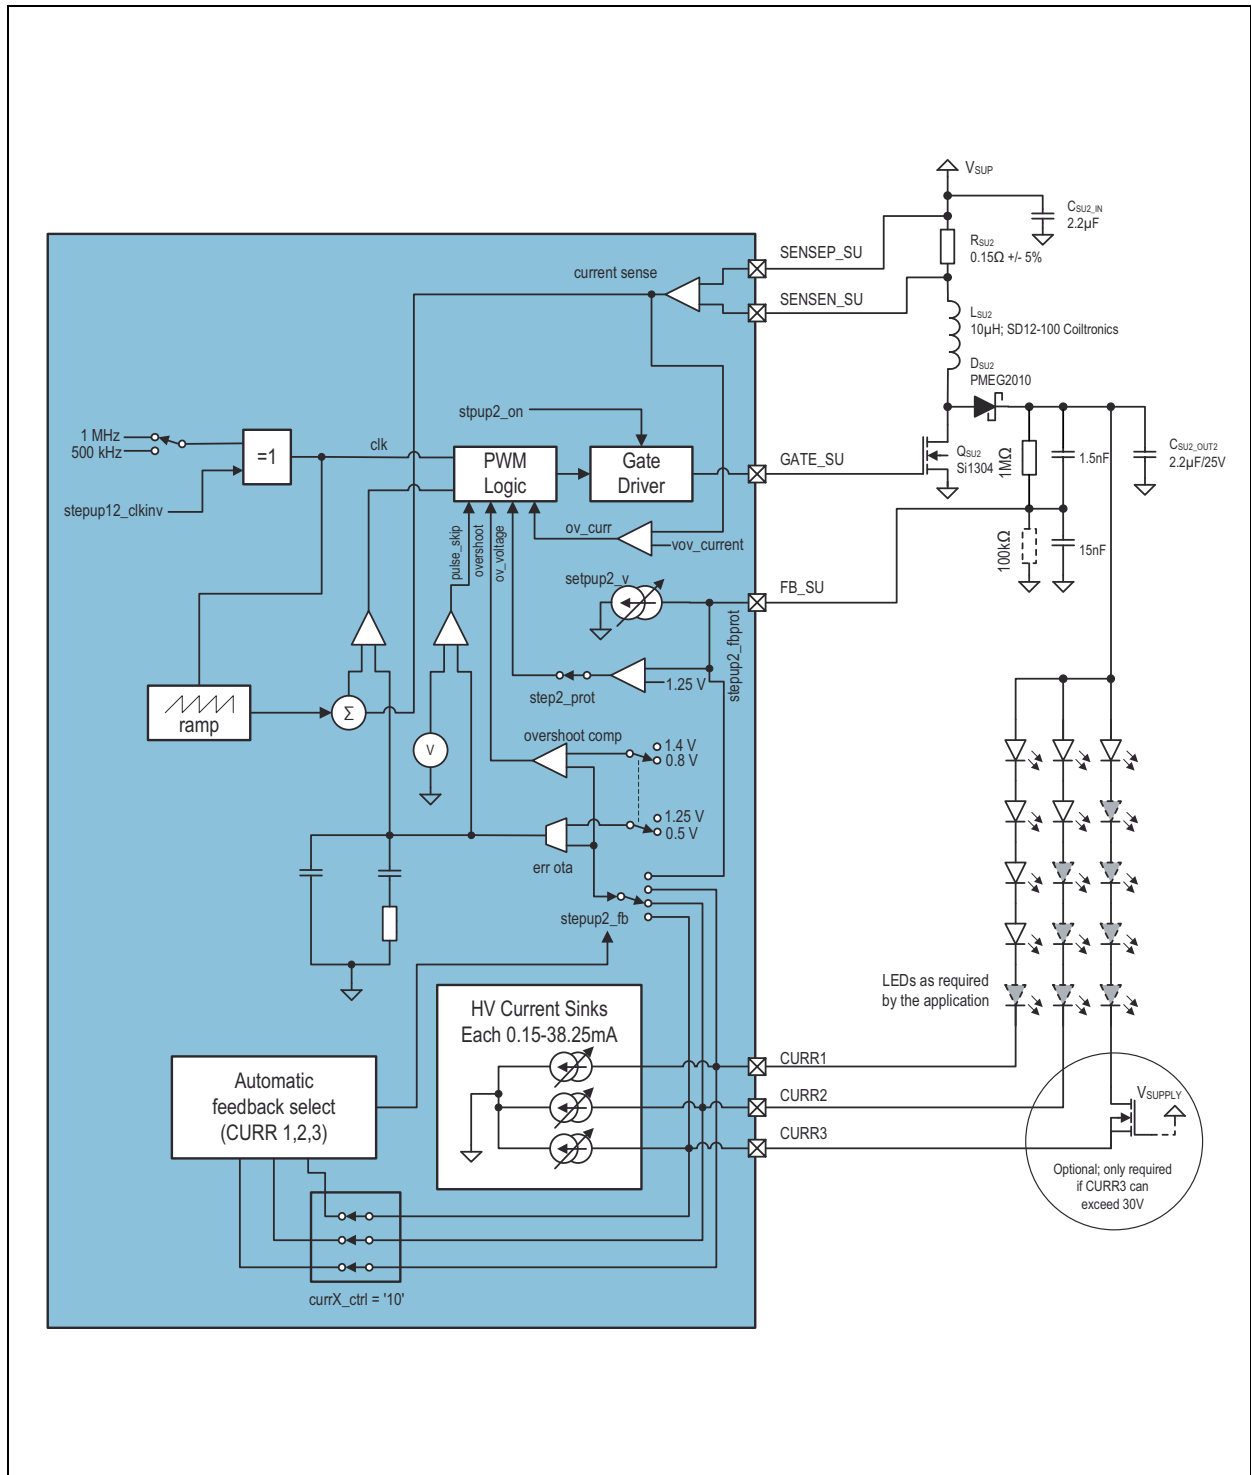 VSUP
CSU2_IN
2.2µF
RSU2
0.15Ω +/- 5%
SENSEP_SU
current sense
SENSEN_SU
LSU2
10µH; SD12-100 Coiltronics
DSU2
PMEG2010
stpup2_on
1 MHz
500 kHz
=1
clk
PWM
Logic
Gate
Driver
GATE_SU
QSU2
Si1304
1MΩ
1.5nF
CSU2_OUT2
2.2µF/25V
stepup12_clkinv
pulse_skip
overshoot
ov_voltage
ov_curr
vov_current
100kΩ
15nF
setpup2_v
FB_SU
stepup2_fbprot
step2_prot
1.25 V
ramp
Σ
V
overshoot comp
1.4 V
0.8 V
1.25 V
0.5 V
err ota
stepup2_fb
LEDs as required
by the application
HV Current Sinks
Each 0.15-38.25mA
Automatic
feedback select
(CURR 1,2,3)
CURR1
CURR2
CURR3
VSUPPLY
Optional; only required
if CURR3 can
exceed 30V
currX_ctrl = '10'